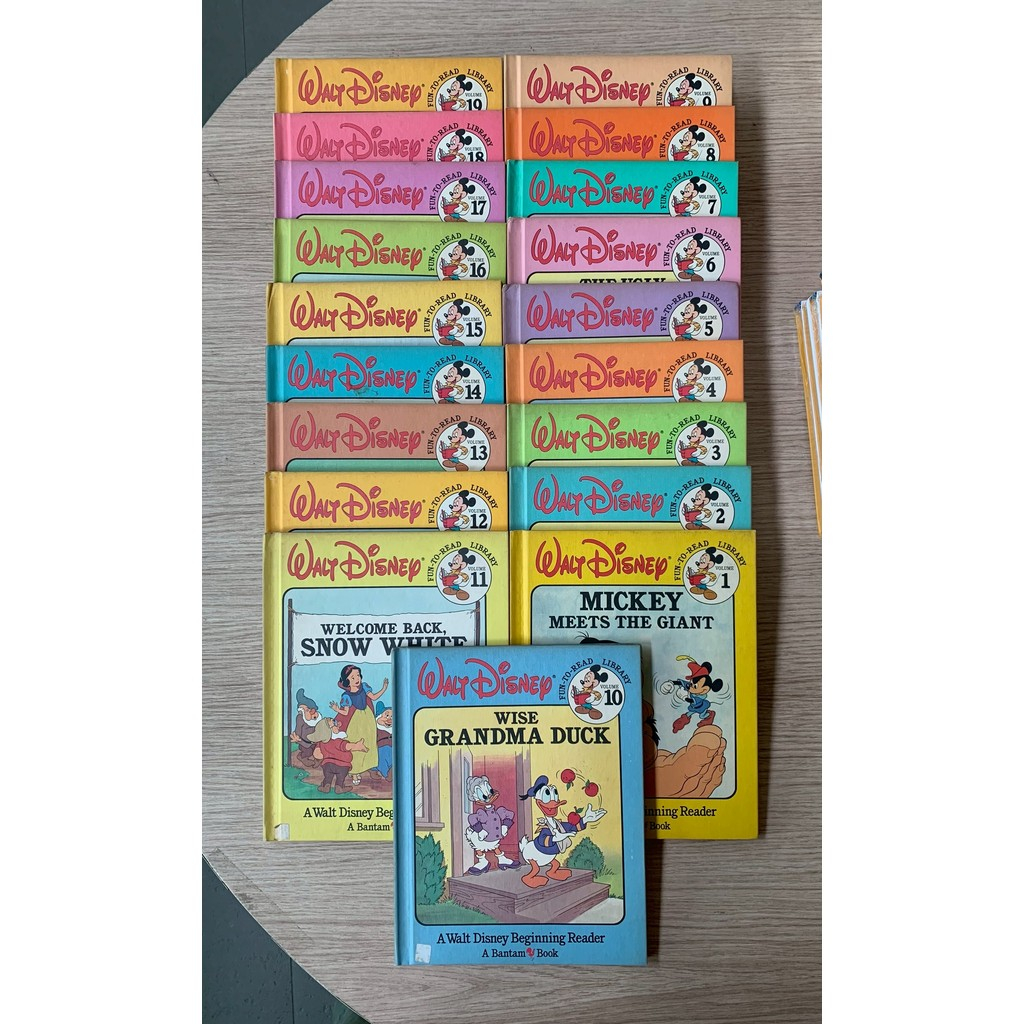 WALT DISNEY
FUN-TO-READ LIBRARY
VOLUME
19
WALT DISNEY
FUN-TO-READ LIBRARY
18
WALT DISNEY
FUN-TO-READ LIBRARY
VOLUME
17
WALT DISNEY
FUN-TO-READ LIBRARY
VOLUME
16
WALT DISNEY
FUN-TO-READ LIBRARY
VOLUME
15
WALT DISNEY
FUN-TO-READ LIBRARY
VOLUME
14
WALT DISNEY
FUN-TO-READ LIBRARY
VOLUME
13
WALT DISNEY
FUN-TO-READ LIBRARY
VOLUME
12
WALT DISNEY
FUN-TO-READ LIBRARY
VOLUME
11
WELCOME BACK,
SNOW WHITE
A Walt Disney
A Bantam
WALT DISNEY
FUN-TO-READ LIBRARY
VOLUME
9
WALT DISNEY
FUN-TO-READ LIBRARY
VOLUME
8
WALT DISNEY
FUN-TO-READ LIBRARY
VOLUME
7
WALT DISNEY
FUN-TO-READ LIBRARY
VOLUME
6
THE UGLY
WALT DISNEY
FUN-TO-READ LIBRARY
VOLUME
5
WALT DISNEY
FUN-TO-READ LIBRARY
VOLUME
4
WALT DISNEY
FUN-TO-READ LIBRARY
VOLUME
3
WALT DISNEY
FUN-TO-READ LIBRARY
VOLUME
2
WALT DISNEY
FUN-TO-READ LIBRARY
VOLUME
1
MICKEY
MEETS THE GIANT
Reader
Book
WALT DISNEY
FUN-TO-READ LIBRARY
VOLUME
10
WISE
GRANDMA DUCK
A Walt Disney Beginning Reader
A Bantam Book